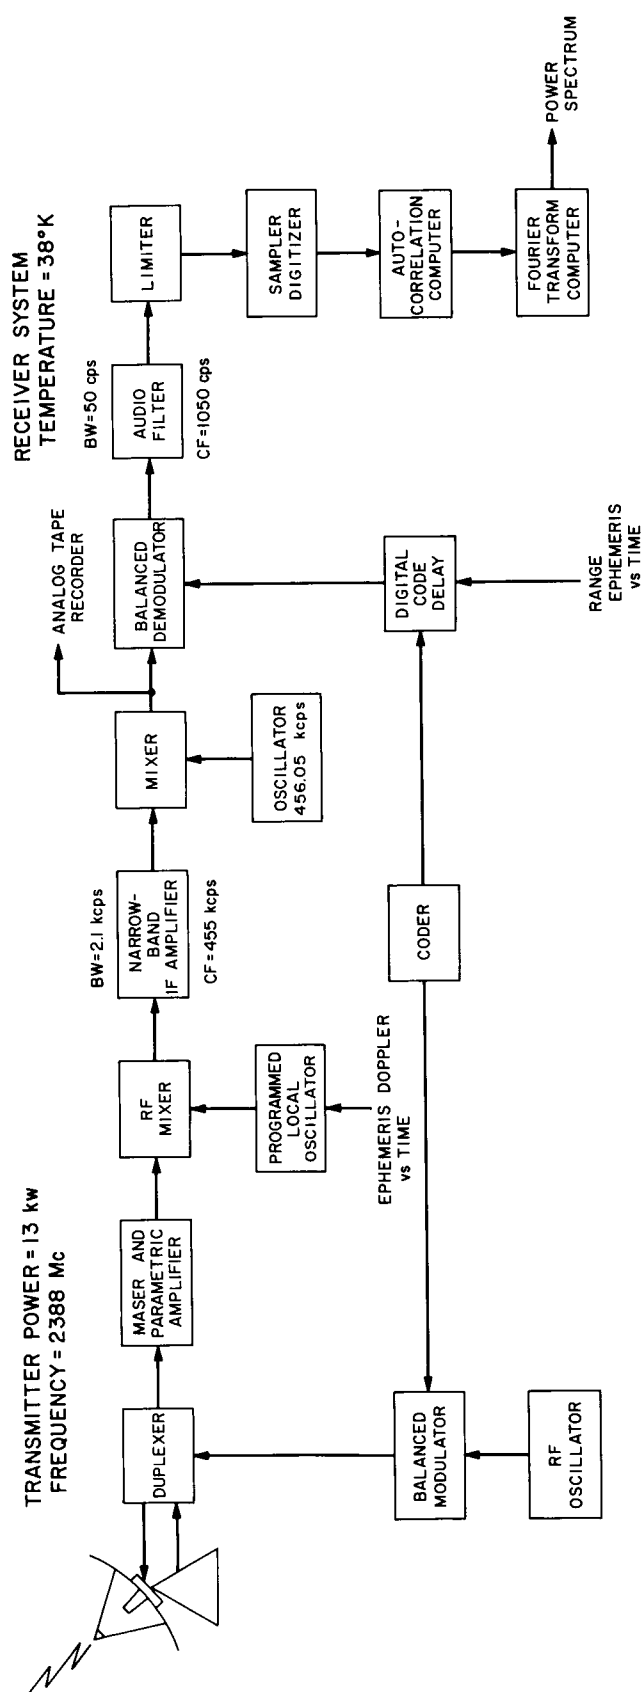 TRANSMITTER POWER = 13 kw
FREQUENCY = 2388 Mc
RECEIVER SYSTEM
TEMPERATURE = 38°K
DUPLEXER
MASER AND
PARAMETRIC
AMPLIFIER
RF
MIXER
BW=2.1 kcps
NARROW-
BAND
IF AMPLIFIER
CF=455 kcps
MIXER
ANALOG TAPE
RECORDER
BALANCED
DEMODULATOR
BW=50 cps
AUDIO
FILTER
CF=1050 cps
LIMITER
SAMPLER
DIGITIZER
AUTO-
CORRELATION
COMPUTER
FOURIER
TRANSFORM
COMPUTER
POWER
SPECTRUM
PROGRAMMED
LOCAL
OSCILLATOR
EPHEMERIS DOPPLER
vs TIME
OSCILLATOR
456.05 kcps
BALANCED
MODULATOR
RF
OSCILLATOR
CODER
DIGITAL
CODE
DELAY
RANGE
EPHEMERIS
vs TIME